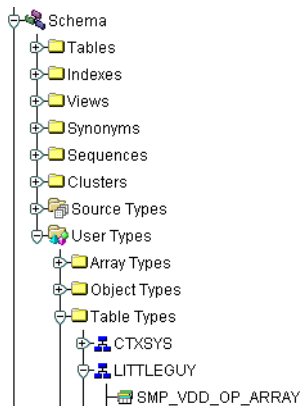 Schema
Tables
Indexes
Views
Synonyms
Sequences
Clusters
Source Types
User Types
Array Types
Object Types
Table Types
CTXSYS
LITTLEGUY
SMP_VDD_OP_ARRAY